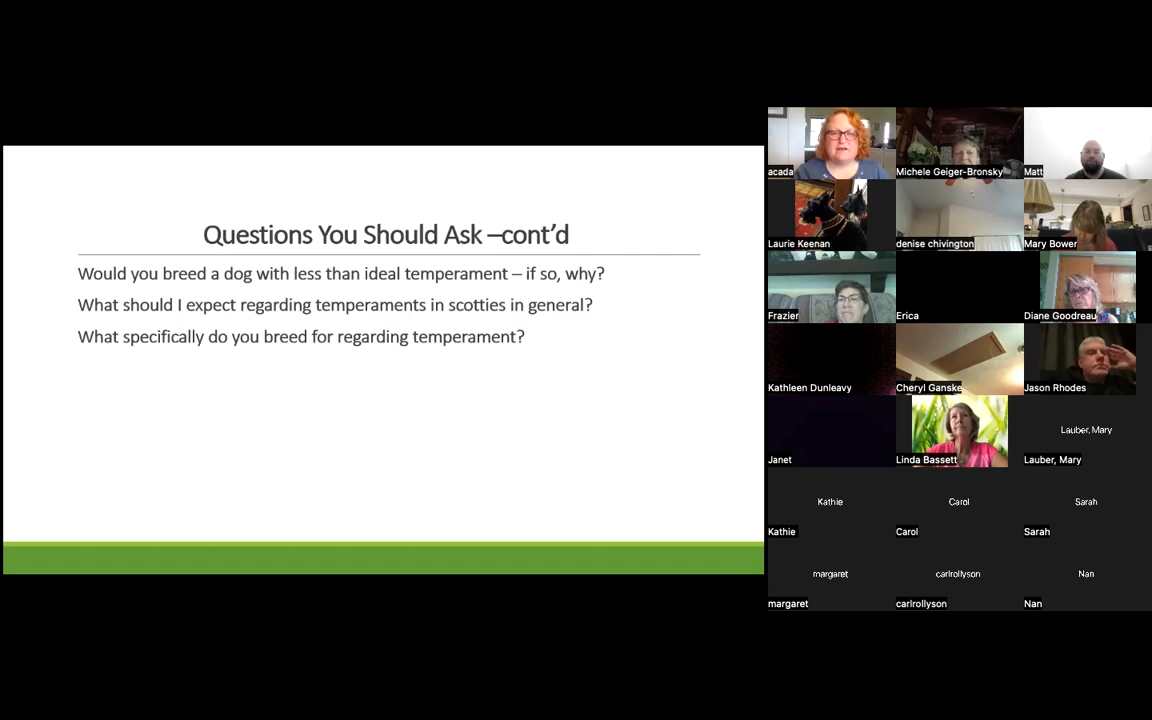 Questions You Should Ask –cont’d
Would you breed a dog with less than ideal temperament – if so, why?
What should I expect regarding temperaments in scotties in general?
What specifically do you breed for regarding temperament?
acada
Michele Geiger-Bronsky
Matt
Laurie Keenan
denise chivington
Mary Bower
Frazier
Erica
Diane Goodreau
Kathleen Dunleavy
Cheryl Ganske
Jason Rhodes
Janet
Linda Bassett
Lauber, Mary
Lauber, Mary
Kathie
Carol
Sarah
Kathie
Carol
Sarah
margaret
carlrollyson
Nan
margaret
carlrollyson
Nan